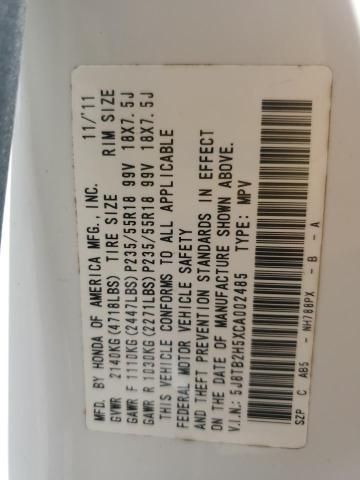 MFD. BY HONDA OF AMERICA MFG., INC. 11/'11
GVWR 2140KG(4718LBS) TIRE SIZE RIM SIZE
GAWR F 1110KG(2447LBS)P235/55R18 99V 18X7.5J
GAWR R 1030KG(2271LBS)P235/55R18 99V 18X7.5J
THIS VEHICLE CONFORMS TO ALL APPLICABLE
FEDERAL MOTOR VEHICLE SAFETY
AND THEFT PREVENTION STANDARDS IN EFFECT
ON THE DATE OF MANUFACTURE SHOWN ABOVE.
V.I.N.: 5J8TB2H5XCA002485 TYPE: MPV
SZP C AB5 - NH788PX - B - A